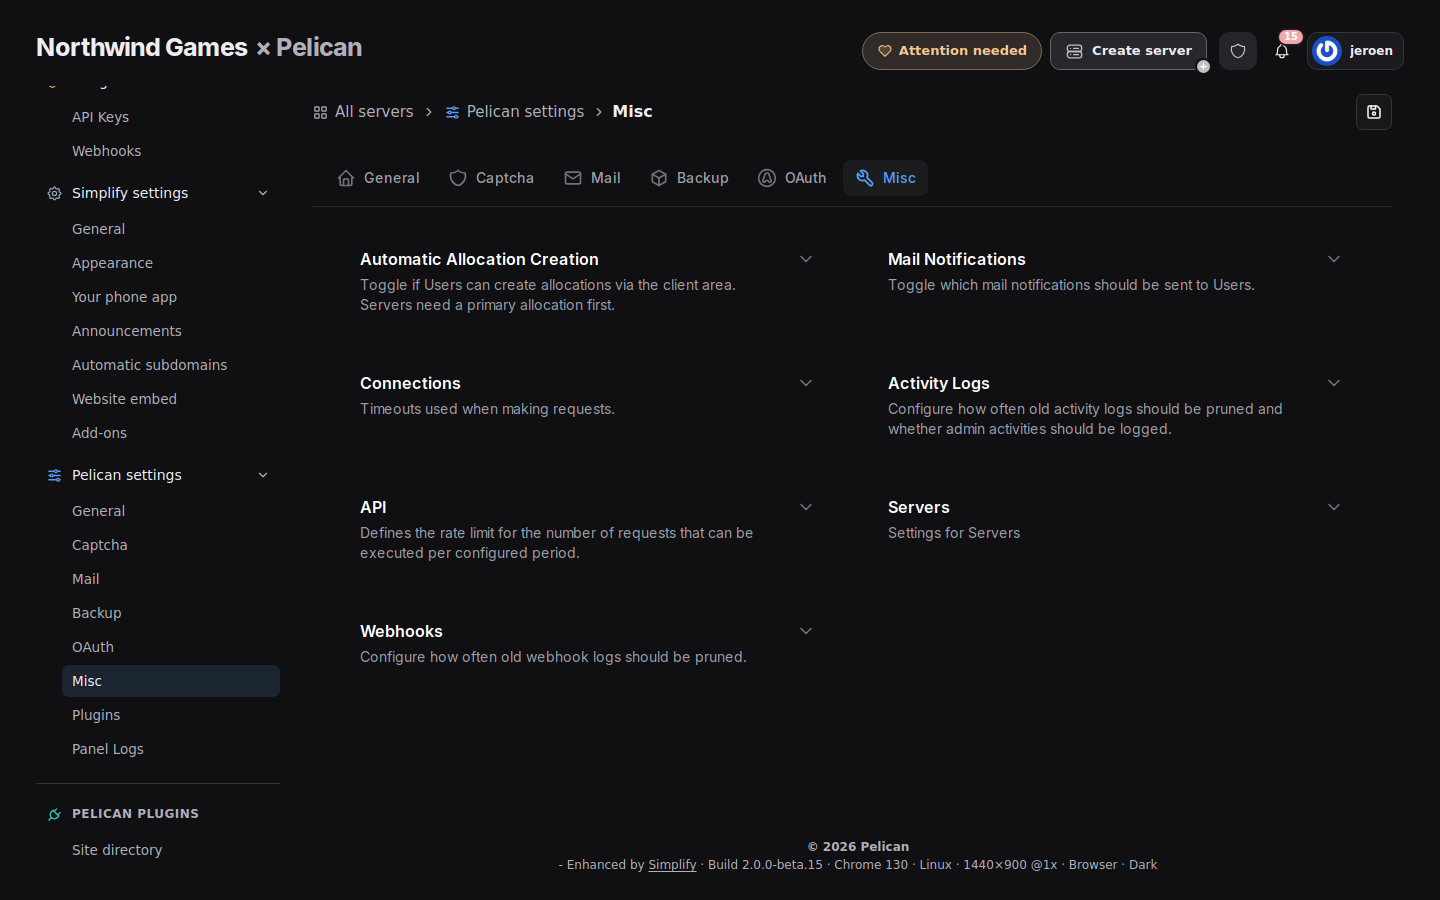 Northwind Games × Pelican
Attention needed
Create server
15
jeroen
API Keys
Webhooks
Simplify settings
General
Appearance
Your phone app
Announcements
Automatic subdomains
Website embed
Add-ons
Pelican settings
General
Captcha
Mail
Backup
OAuth
Misc
Plugins
Panel Logs
PELICAN PLUGINS
Site directory
All servers > Pelican settings > Misc
General
Captcha
Mail
Backup
OAuth
Misc
Automatic Allocation Creation
Toggle if Users can create allocations via the client area.
Servers need a primary allocation first.
Mail Notifications
Toggle which mail notifications should be sent to Users.
Connections
Timeouts used when making requests.
Activity Logs
Configure how often old activity logs should be pruned and
whether admin activities should be logged.
API
Defines the rate limit for the number of requests that can be
executed per configured period.
Servers
Settings for Servers
Webhooks
Configure how often old webhook logs should be pruned.
© 2026 Pelican
- Enhanced by Simplify · Build 2.0.0-beta.15 · Chrome 130 · Linux · 1440×900 @1x · Browser · Dark